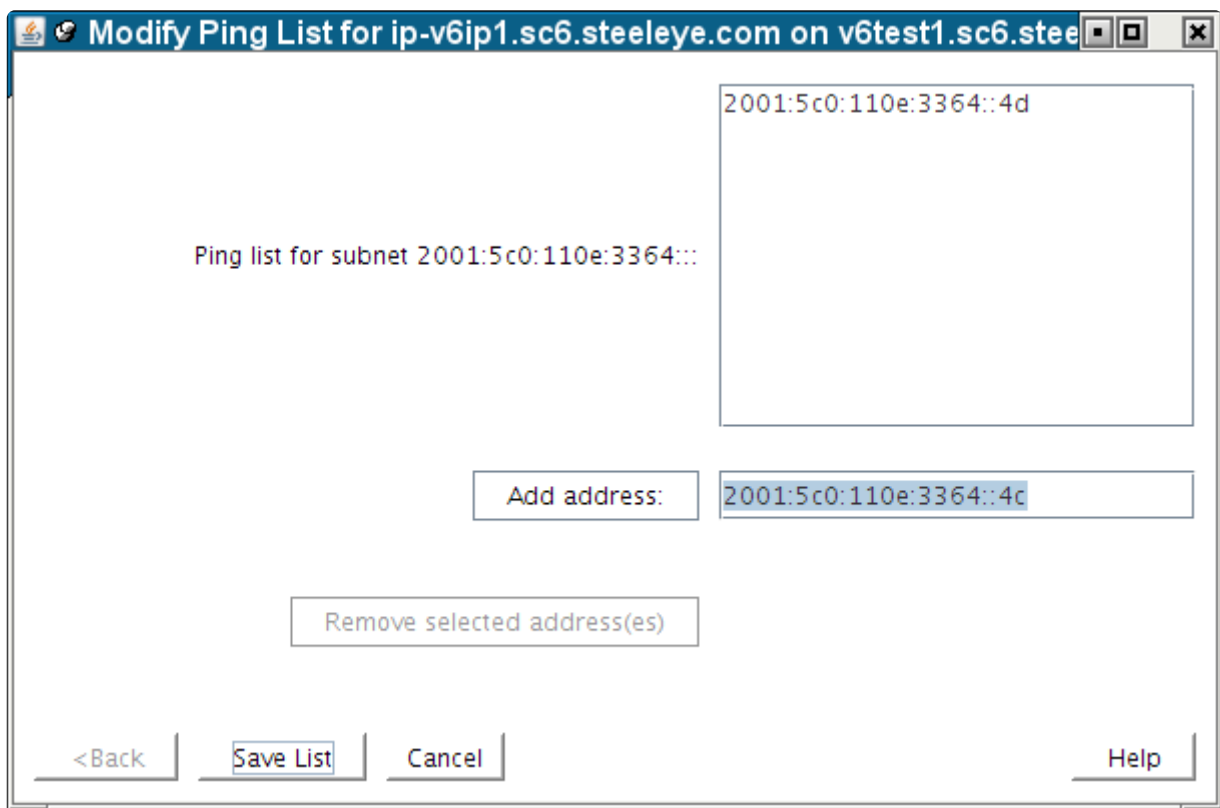 Modify Ping List for ip-v6ip1.sc6.steeleye.com on v6test1.sc6.stee
2001:5c0:110e:3364::4d
Ping list for subnet 2001:5c0:110e:3364:::
Add address:
2001:5c0:110e:3364::4c
Remove selected address(es)
<Back
Save List
Cancel
Help